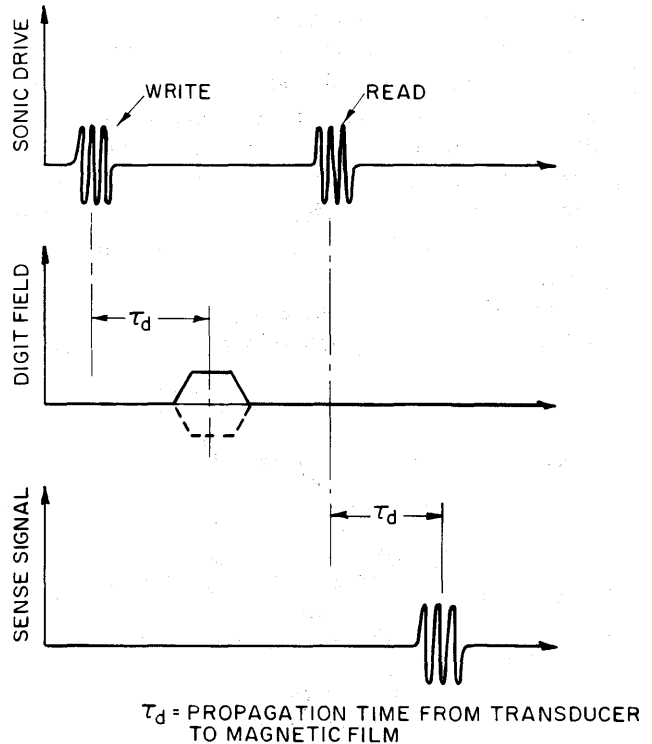 SONIC DRIVE
WRITE
READ
DIGIT FIELD
τd
SENSE SIGNAL
τd
τd = PROPAGATION TIME FROM TRANSDUCER
TO MAGNETIC FILM